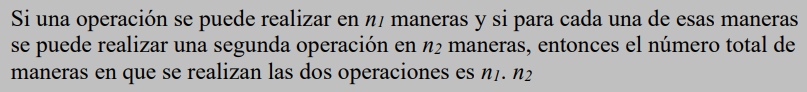 Si una operación se puede realizar en n1 maneras y si para cada una de esas maneras
se puede realizar una segunda operación en n2 maneras, entonces el número total de
maneras en que se realizan las dos operaciones es n1. n2